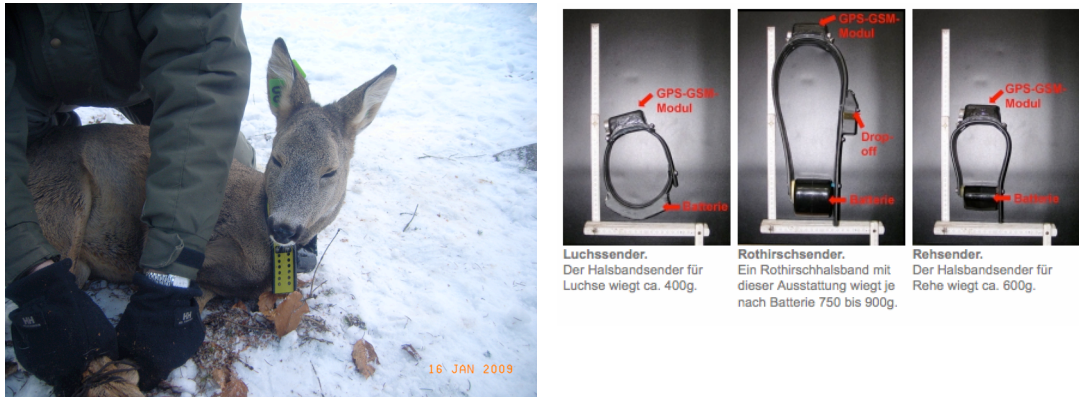 16 JAN 2009
GPS-GSM-
Modul
Batterie
GPS-GSM-
Modul
Drop-
off
Batterie
GPS-GSM-
Modul
Batterie
Luchssender.
Der Halsbandsender für
Luchse wiegt ca. 400g.
Rothirschsender.
Ein Rothirschhalsband mit
dieser Ausstattung wiegt je
nach Batterie 750 bis 900g.
Rehsender.
Der Halsbandsender für
Rehe wiegt ca. 600g.